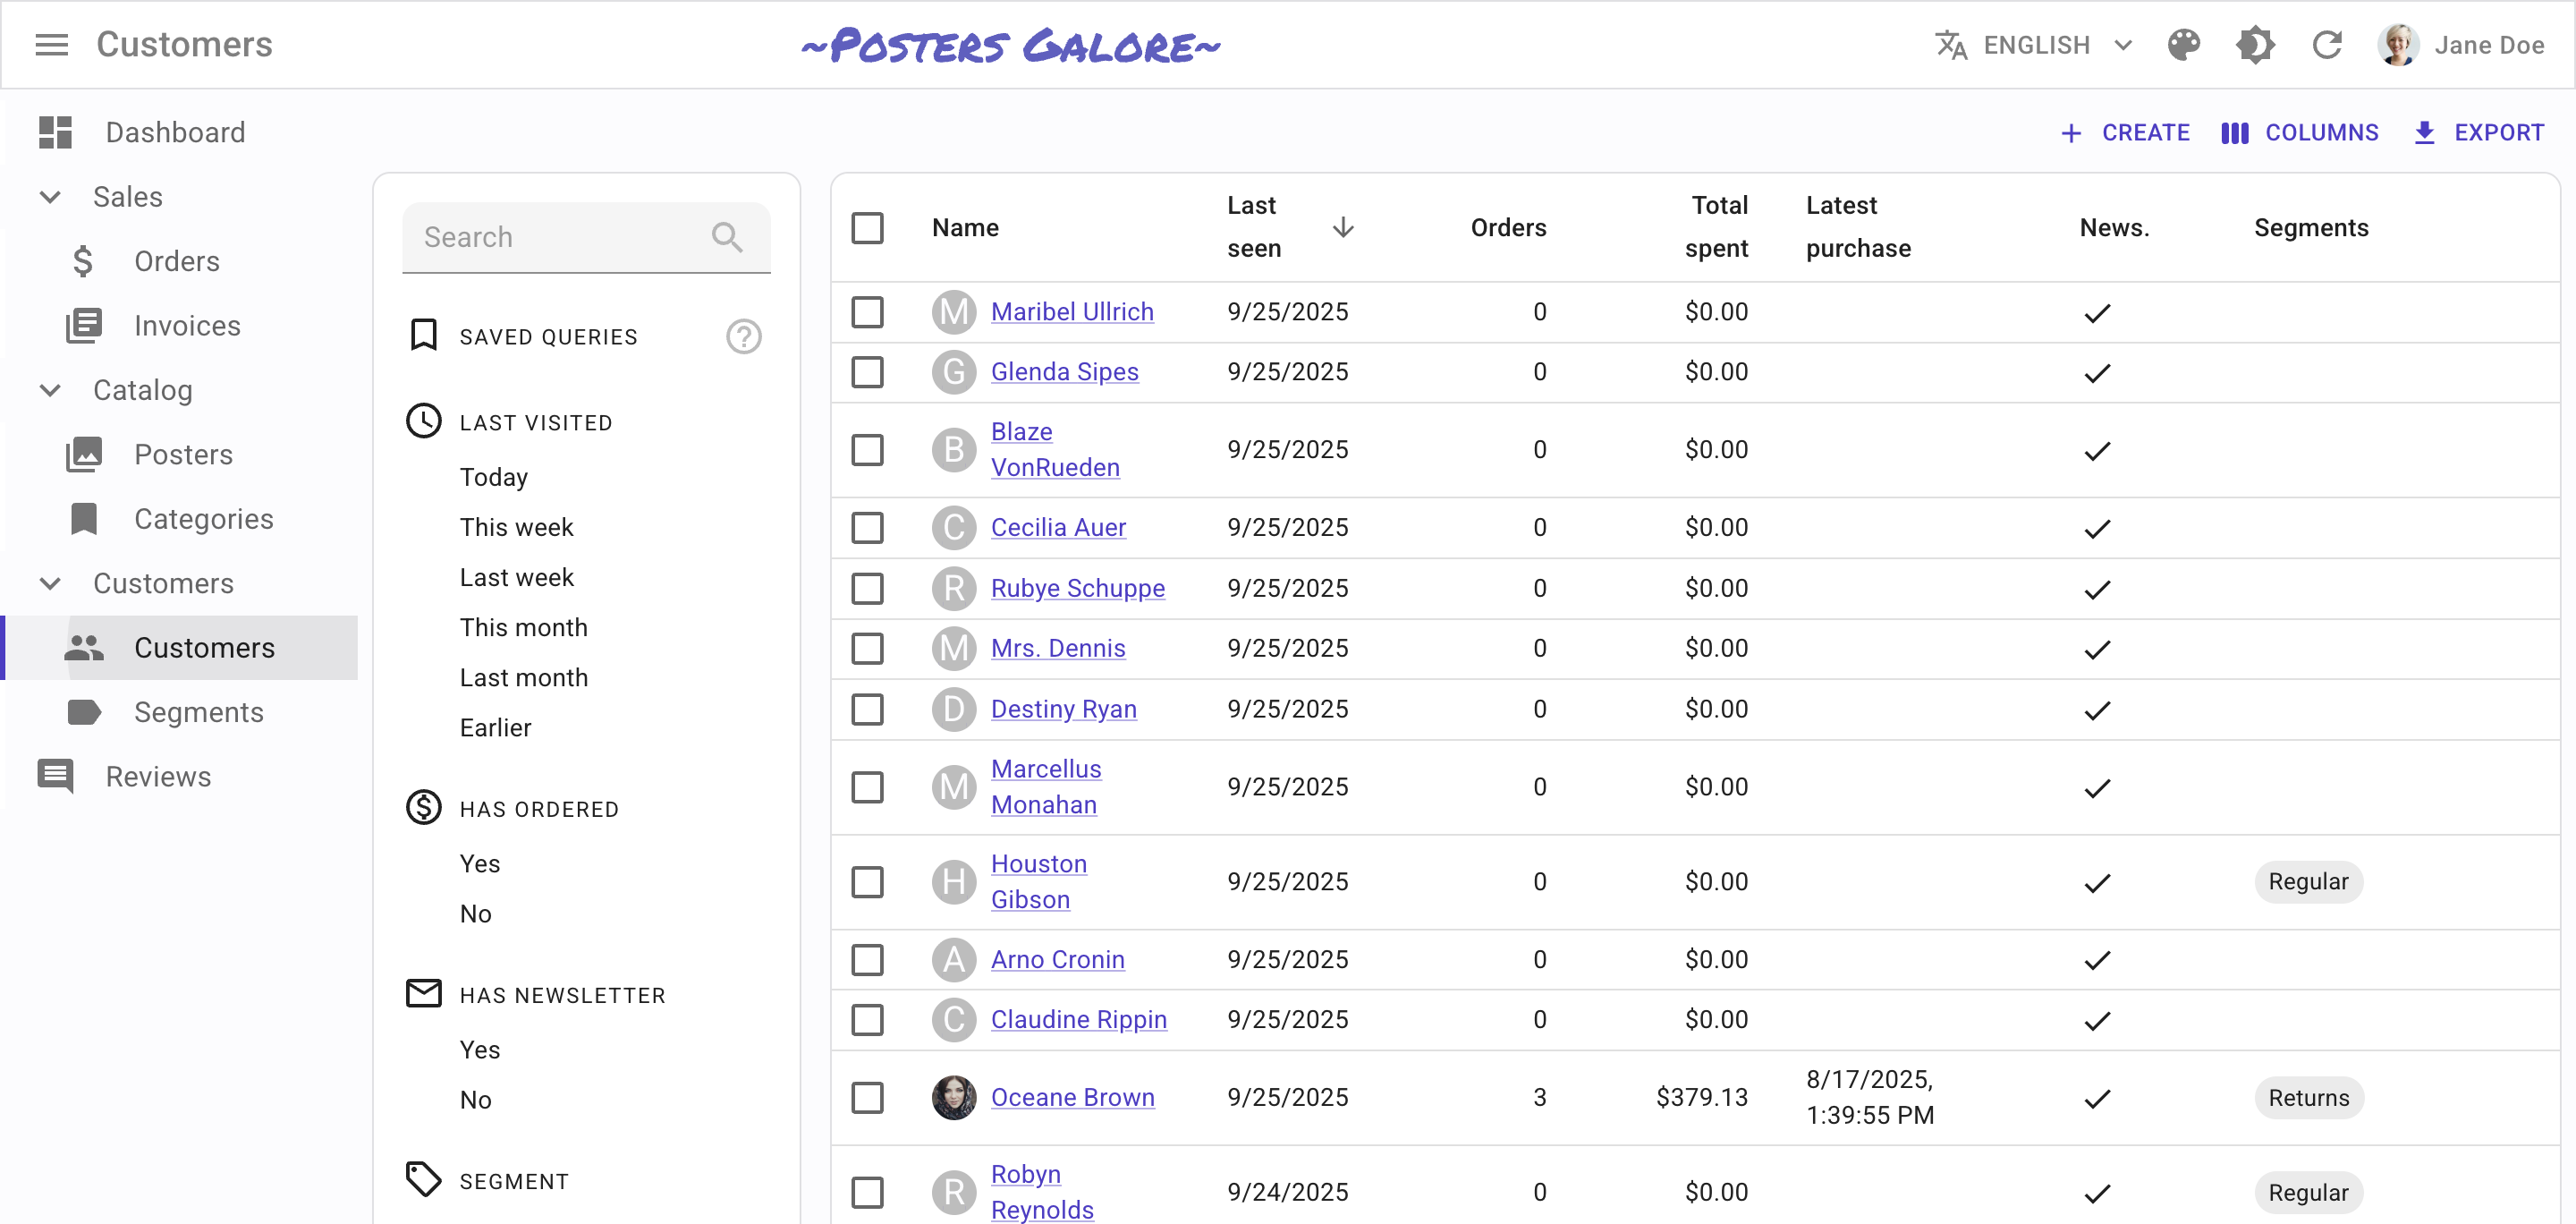 Customers
~Posters Galore~
ENGLISH
Jane Doe
Dashboard
Sales
Orders
Invoices
Catalog
Posters
Categories
Customers
Customers
Segments
Reviews
CREATE
COLUMNS
EXPORT
Search
SAVED QUERIES
?
LAST VISITED
Today
This week
Last week
This month
Last month
Earlier
HAS ORDERED
Yes
No
HAS NEWSLETTER
Yes
No
SEGMENT
Name Last seen Orders Total spent Latest purchase News. Segments
M Maribel Ullrich 9/25/2025 0 $0.00
G Glenda Sipes 9/25/2025 0 $0.00
B Blaze VonRueden 9/25/2025 0 $0.00
C Cecilia Auer 9/25/2025 0 $0.00
R Rubye Schuppe 9/25/2025 0 $0.00
M Mrs. Dennis 9/25/2025 0 $0.00
D Destiny Ryan 9/25/2025 0 $0.00
M Marcellus Monahan 9/25/2025 0 $0.00
H Houston Gibson 9/25/2025 0 $0.00 Regular
A Arno Cronin 9/25/2025 0 $0.00
C Claudine Rippin 9/25/2025 0 $0.00
Oceane Brown 9/25/2025 3 $379.13 8/17/2025, 1:39:55 PM Returns
R Robyn Reynolds 9/24/2025 0 $0.00 Regular